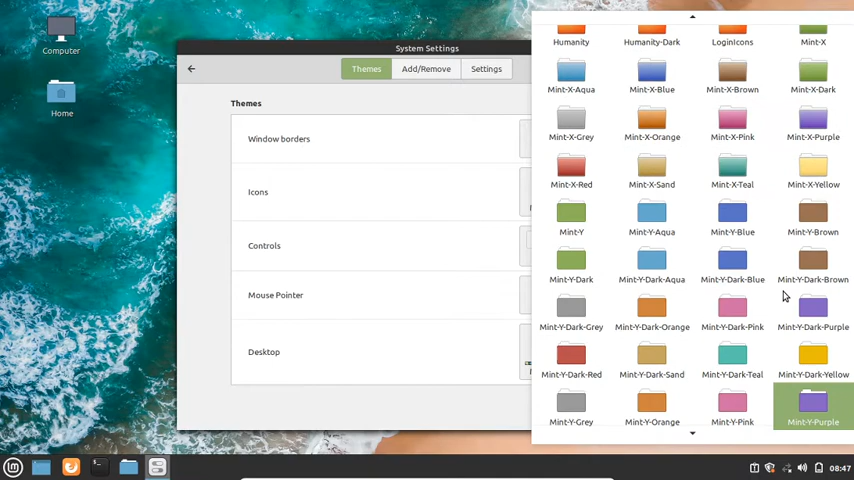 Computer
Home
System Settings
Themes
Add/Remove
Settings
Themes
Window borders
Icons
Controls
Mouse Pointer
Desktop
Humanity
Humanity-Dark
LoginIcons
Mint-X
Mint-X-Aqua
Mint-X-Blue
Mint-X-Brown
Mint-X-Dark
Mint-X-Grey
Mint-X-Orange
Mint-X-Pink
Mint-X-Purple
Mint-X-Red
Mint-X-Sand
Mint-X-Teal
Mint-X-Yellow
Mint-Y
Mint-Y-Aqua
Mint-Y-Blue
Mint-Y-Brown
Mint-Y-Dark
Mint-Y-Dark-Aqua
Mint-Y-Dark-Blue
Mint-Y-Dark-Brown
Mint-Y-Dark-Grey
Mint-Y-Dark-Orange
Mint-Y-Dark-Pink
Mint-Y-Dark-Purple
Mint-Y-Dark-Red
Mint-Y-Dark-Sand
Mint-Y-Dark-Teal
Mint-Y-Dark-Yellow
Mint-Y-Grey
Mint-Y-Orange
Mint-Y-Pink
Mint-Y-Purple
08:47